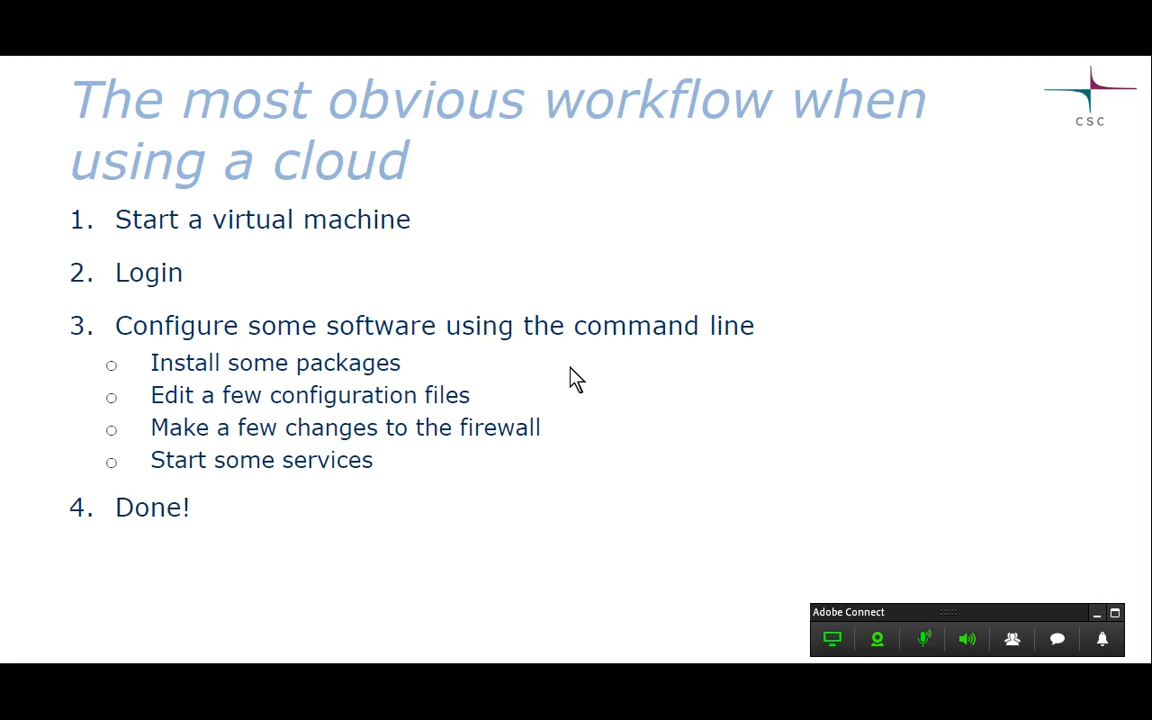 The most obvious workflow when
using a cloud
CSC
1. Start a virtual machine
2. Login
3. Configure some software using the command line
○ Install some packages
○ Edit a few configuration files
○ Make a few changes to the firewall
○ Start some services
4. Done!
Adobe Connect